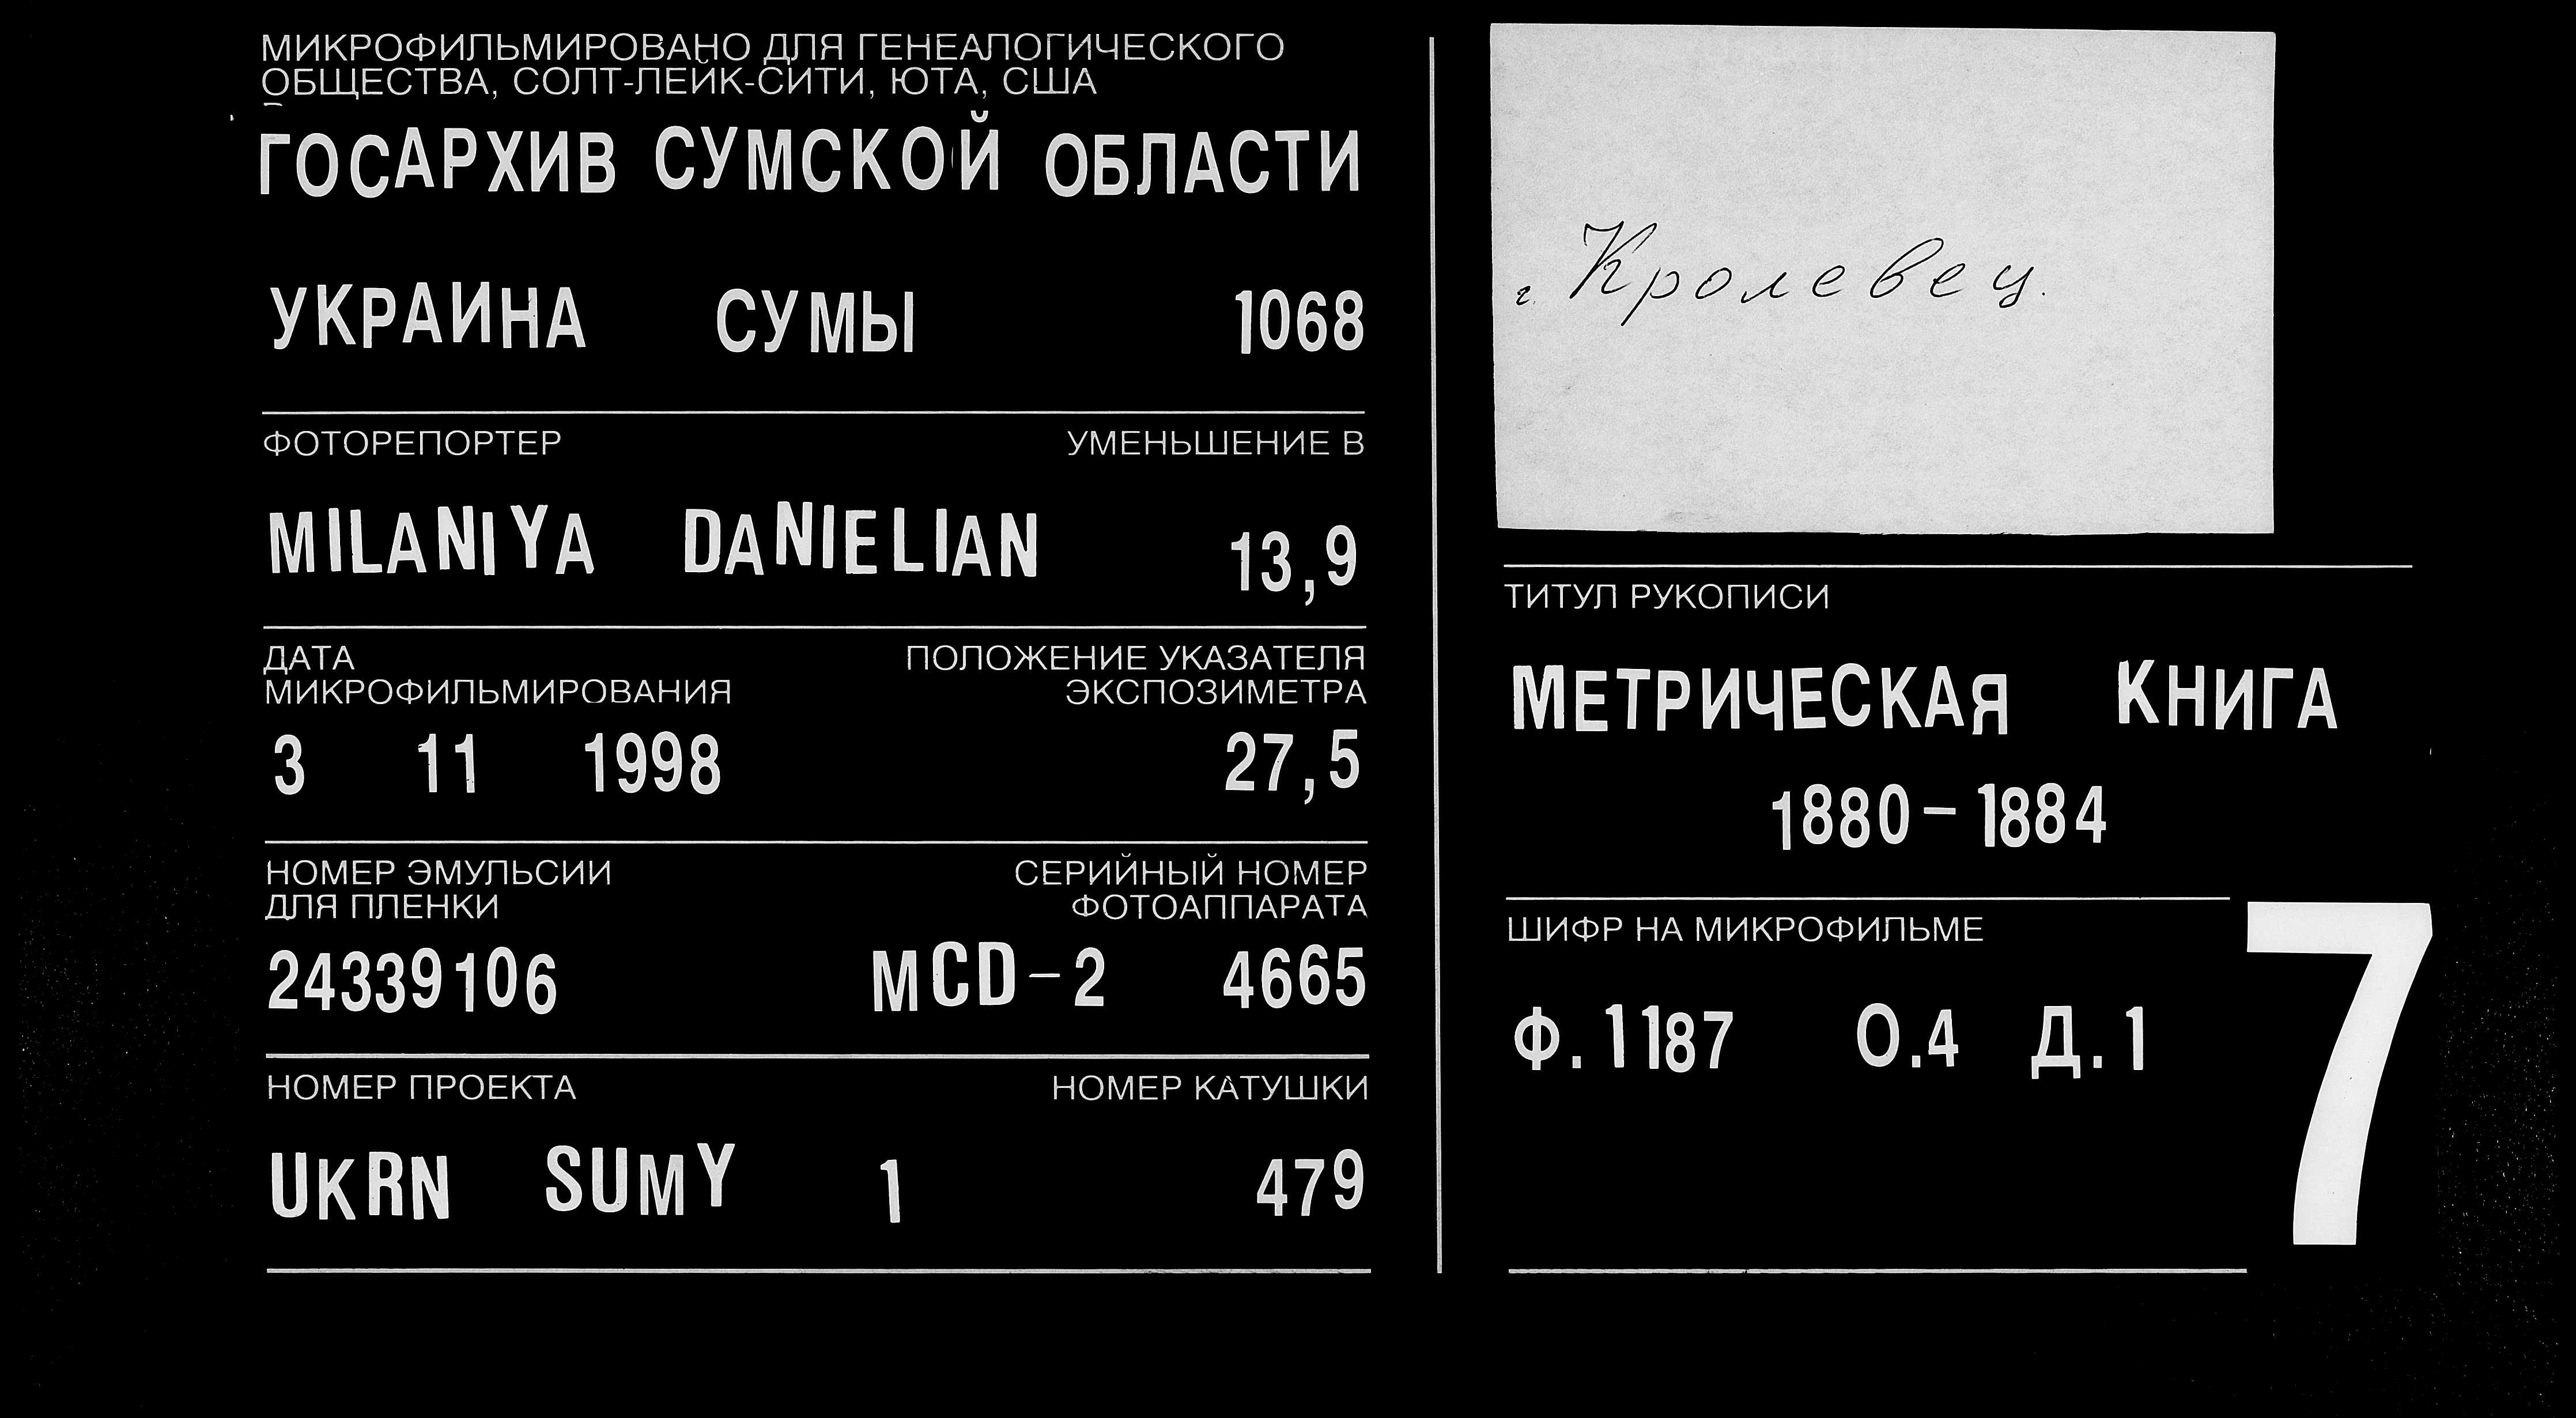 МИКРОФИЛЬМИРОВАНО ДЛЯ ГЕНЕАЛОГИЧЕСКОГО
ОБЩЕСТВА, СОЛТ-ЛЕЙК-СИТИ, ЮТА, США
ГОСАРХИВ СУМСКОЙ ОБЛАСТИ
УКРАИНА СУМЫ 1068
ФОТОРЕПОРТЕР УМЕНЬШЕНИЕ В
MILANIYA DANIELIAN 13,9
ДАТА ПОЛОЖЕНИЕ УКАЗАТЕЛЯ
МИКРОФИЛЬМИРОВАНИЯ ЭКСПОЗИМЕТРА
3 11 1998 27,5
НОМЕР ЭМУЛЬСИИ СЕРИЙНЫЙ НОМЕР
ДЛЯ ПЛЕНКИ ФОТОАППАРАТА
24339106 MCD-2 4665
НОМЕР ПРОЕКТА НОМЕР КАТУШКИ
UKRN SUMY 1 479
г. Кролевец.
ТИТУЛ РУКОПИСИ
МЕТРИЧЕСКАЯ КНИГА
1880-1884
ШИФР НА МИКРОФИЛЬМЕ
Ф.1187 О.4 Д.1
7